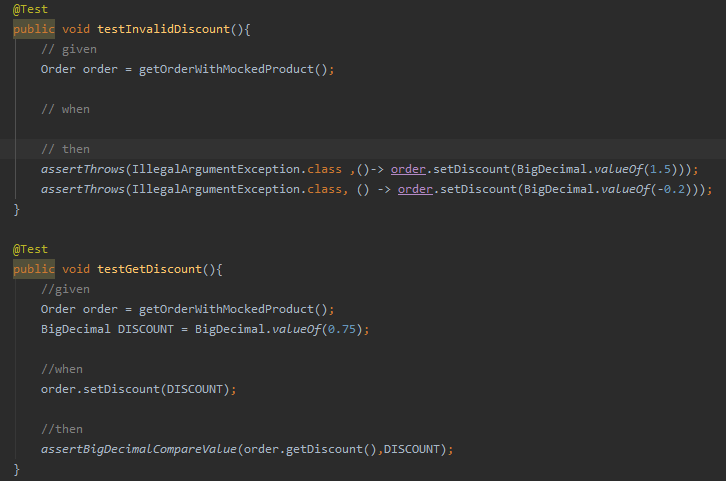 @Test
public void testInvalidDiscount(){
// given
Order order = getOrderWithMockedProduct();
// when
// then
assertThrows(IllegalArgumentException.class ,()-> order.setDiscount(BigDecimal.valueOf(1.5)));
assertThrows(IllegalArgumentException.class, () -> order.setDiscount(BigDecimal.valueOf(-0.2)));
}
@Test
public void testGetDiscount(){
//given
Order order = getOrderWithMockedProduct();
BigDecimal DISCOUNT = BigDecimal.valueOf(0.75);
//when
order.setDiscount(DISCOUNT);
//then
assertBigDecimalCompareValue(order.getDiscount(),DISCOUNT);
}